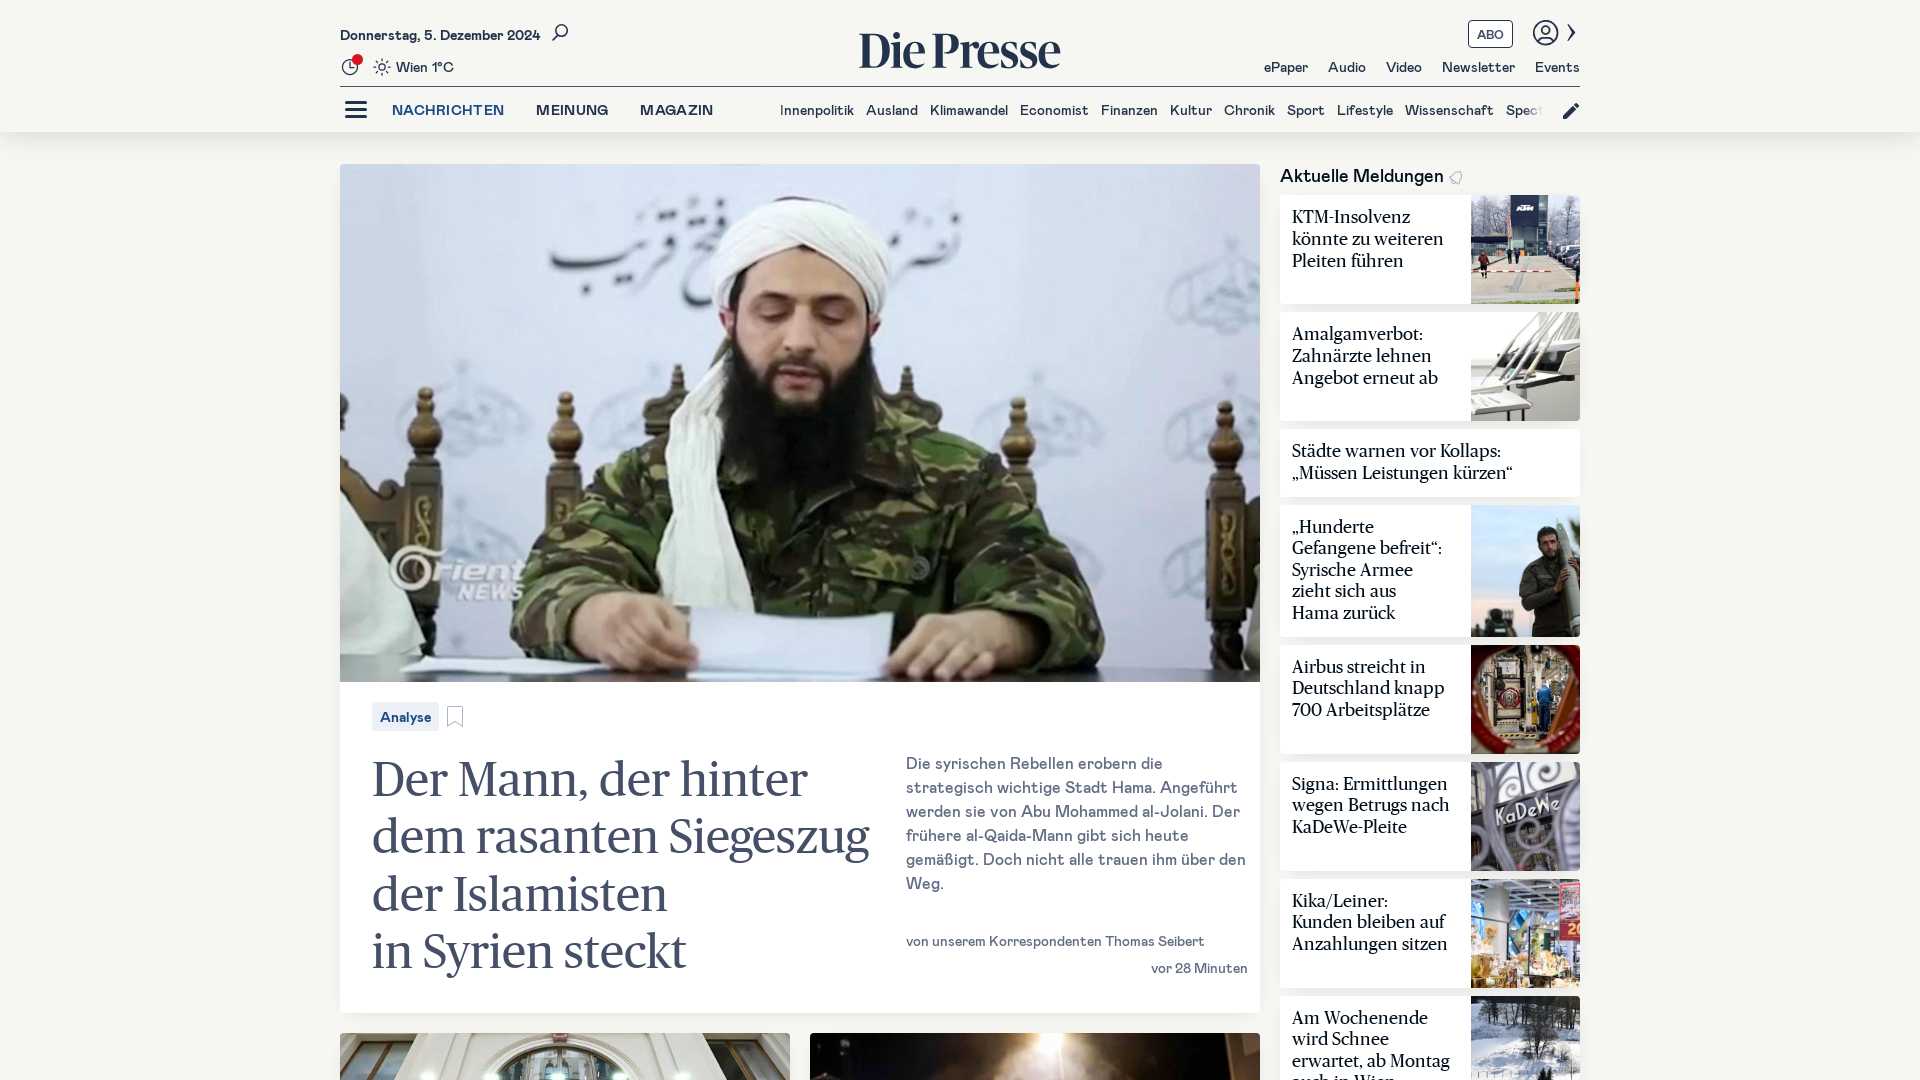 Donnerstag, 5. Dezember 2024
Wien 1°C
Die Presse
ABO
ePaper Audio Video Newsletter Events
NACHRICHTEN MEINUNG MAGAZIN
Innenpolitik Ausland Klimawandel Economist Finanzen Kultur Chronik Sport Lifestyle Wissenschaft
Orient
NEWS
Analyse
Der Mann, der hinter
dem rasanten Siegeszug
der Islamisten
in Syrien steckt
Die syrischen Rebellen erobern die
strategisch wichtige Stadt Hama. Angeführt
werden sie von Abu Mohammed al-Jolani. Der
frühere al-Qaida-Mann gibt sich heute
gemäßigt. Doch nicht alle trauen ihm über den
Weg.
von unserem Korrespondenten Thomas Seibert
vor 28 Minuten
Aktuelle Meldungen
KTM-Insolvenz
könnte zu weiteren
Pleiten führen
KTM
Amalgamverbot:
Zahnärzte lehnen
Angebot erneut ab
Städte warnen vor Kollaps:
„Müssen Leistungen kürzen“
„Hunderte
Gefangene befreit“:
Syrische Armee
zieht sich aus
Hama zurück
Airbus streicht in
Deutschland knapp
700 Arbeitsplätze
Signa: Ermittlungen
wegen Betrugs nach
KaDeWe-Pleite
KaDeWe
Kika/Leiner:
Kunden bleiben auf
Anzahlungen sitzen
20
Am Wochenende
wird Schnee
erwartet, ab Montag
auch in Wien